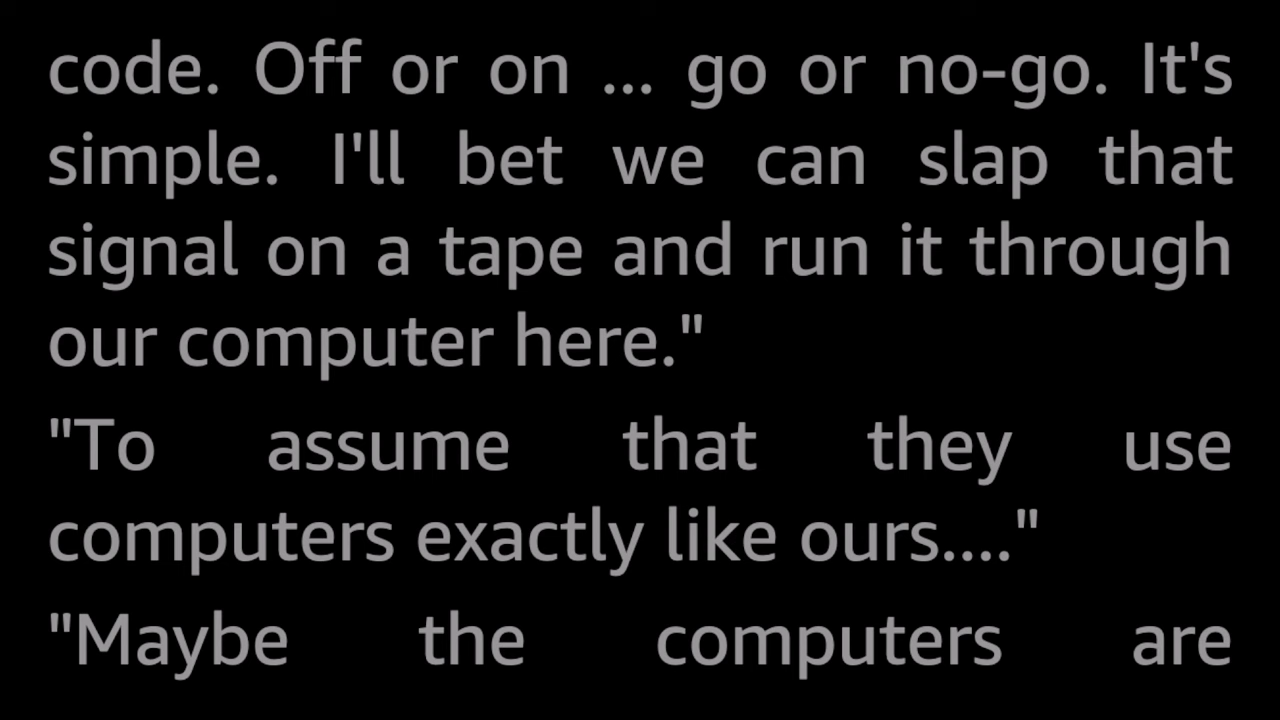 code. Off or on ... go or no-go. It's
simple. I'll bet we can slap that
signal on a tape and run it through
our computer here."
"To assume that they use
computers exactly like ours...."
"Maybe the computers are